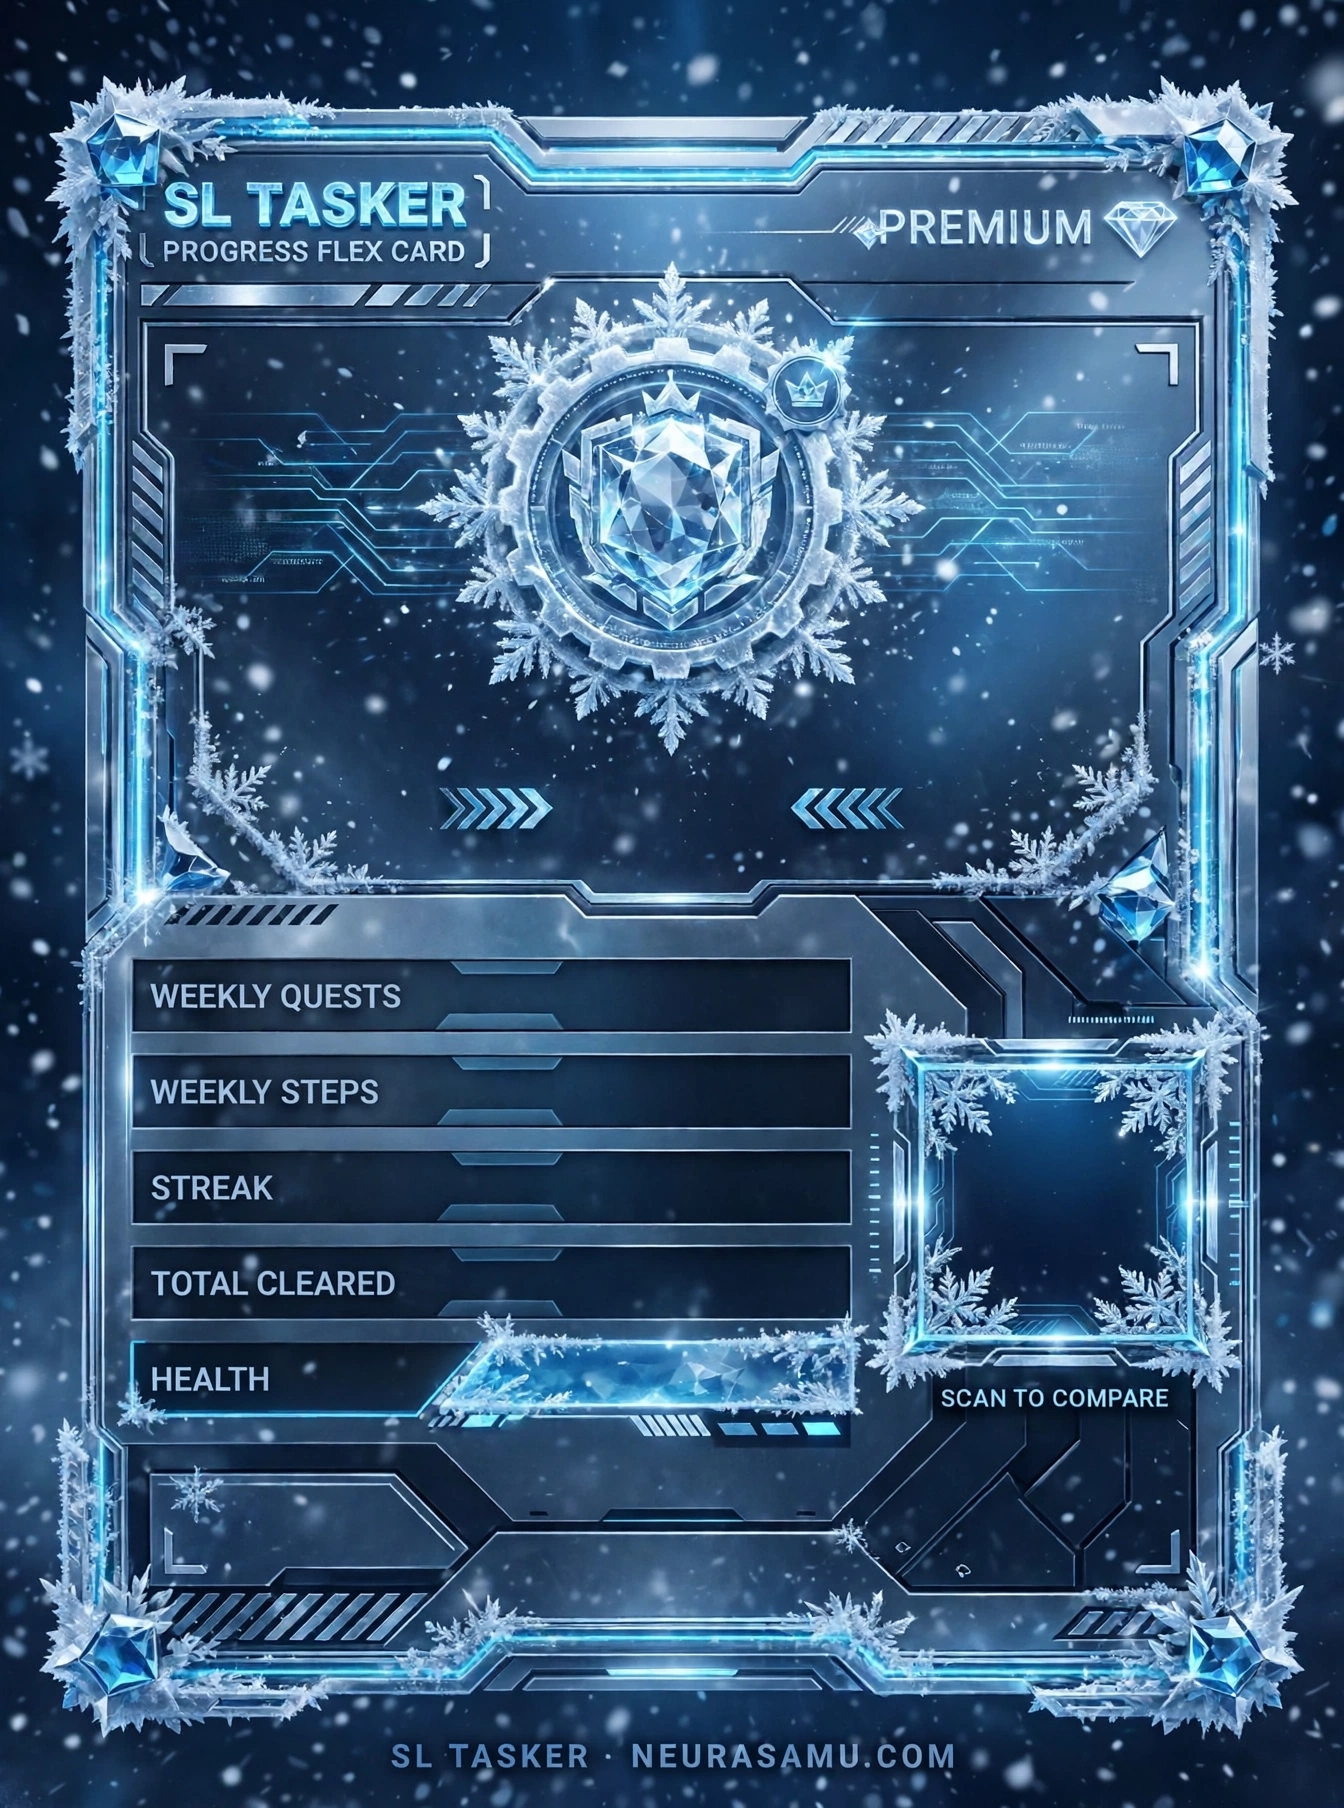 SL TASKER
PROGRESS FLEX CARD
PREMIUM
WEEKLY QUESTS
WEEKLY STEPS
STREAK
TOTAL CLEARED
HEALTH
SCAN TO COMPARE
SL TASKER · NEURASAMU.COM